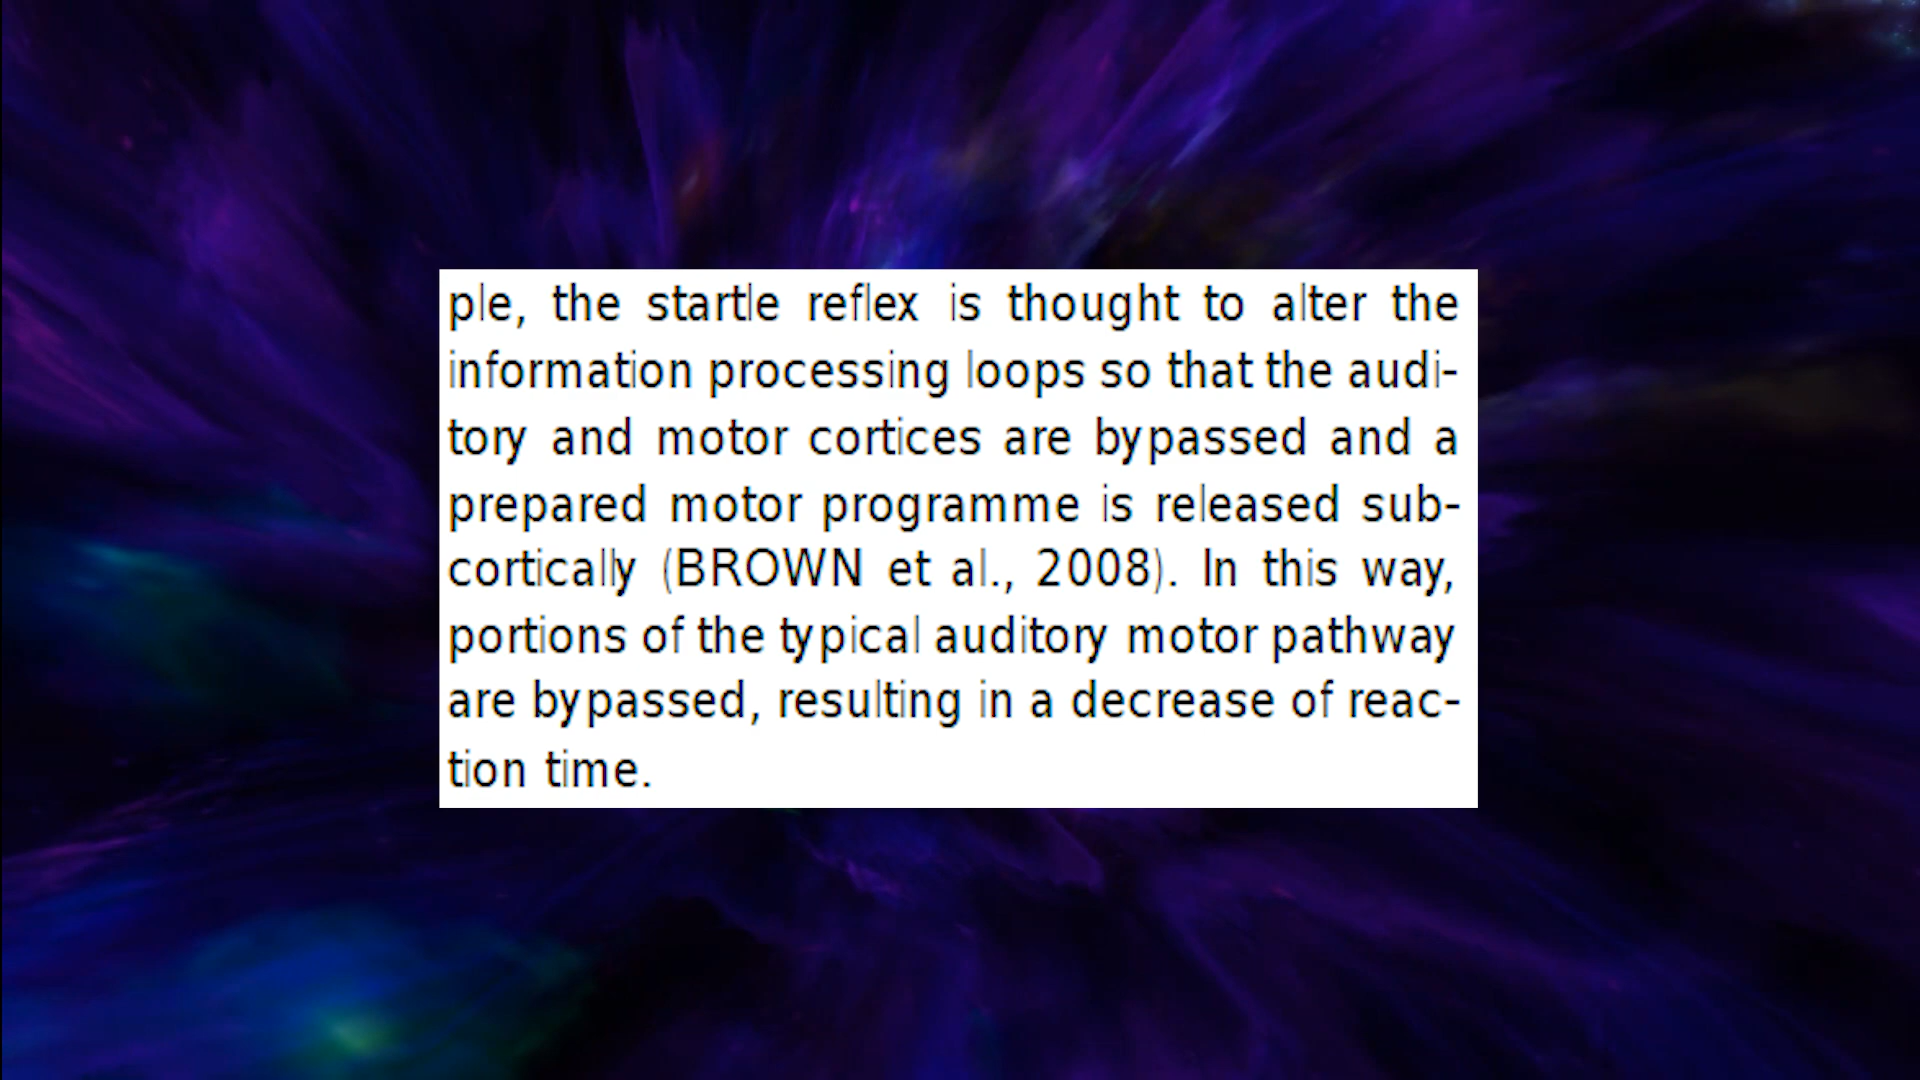 ple, the startle reflex is thought to alter the
information processing loops so that the audi-
tory and motor cortices are bypassed and a
prepared motor programme is released sub-
cortically (BROWN et al., 2008). In this way,
portions of the typical auditory motor pathway
are bypassed, resulting in a decrease of reac-
tion time.